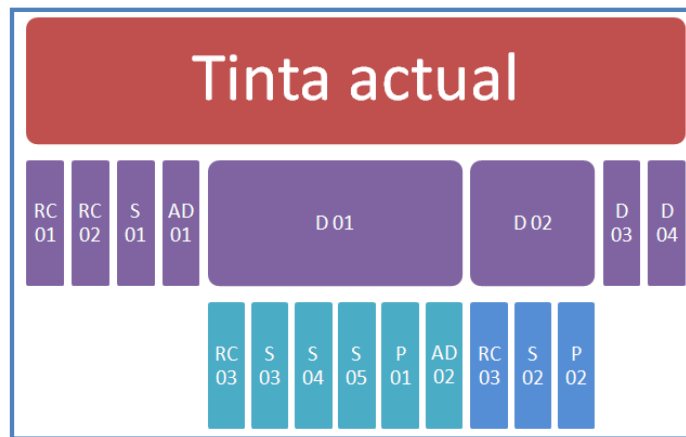 Tinta actual
RC 01
RC 02
S 01
AD 01
D 01
D 02
D 03
D 04
RC 03
S 03
S 04
S 05
P 01
AD 02
RC 03
S 02
P 02